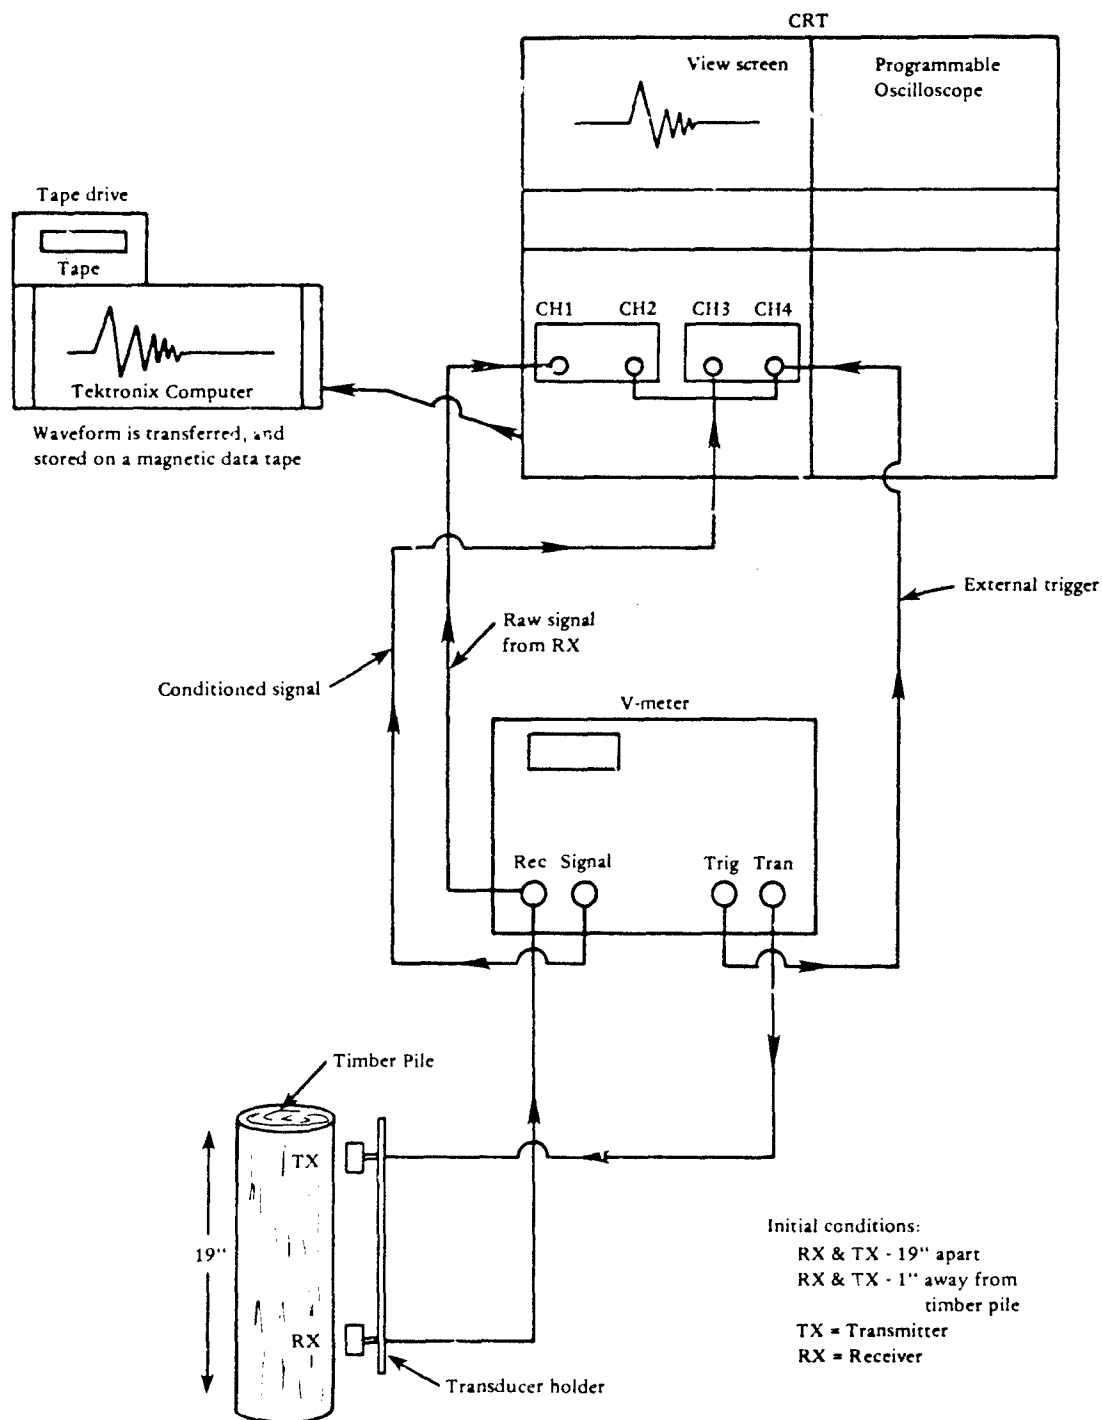 CRT
View screen
Programmable
Oscilloscope
Tape drive
Tape
CH1
CH2
CH3
CH4
Tektronix Computer
Waveform is transferred, and
stored on a magnetic data tape
External trigger
Raw signal
from RX
Conditioned signal
V-meter
Rec
Signal
Trig
Tran
Timber Pile
TX
19"
RX
Transducer holder
Initial conditions:
RX & TX - 19" apart
RX & TX - 1" away from
timber pile
TX = Transmitter
RX = Receiver